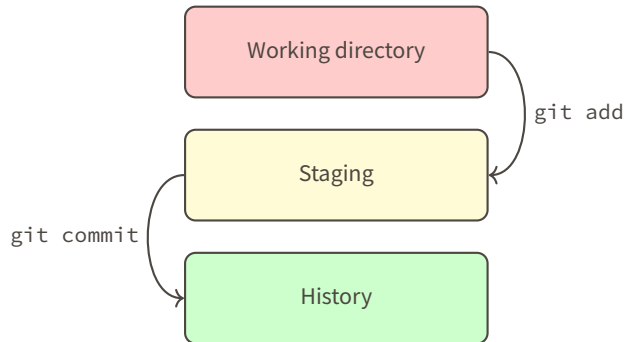 Working directory
git add
Staging
git commit
History